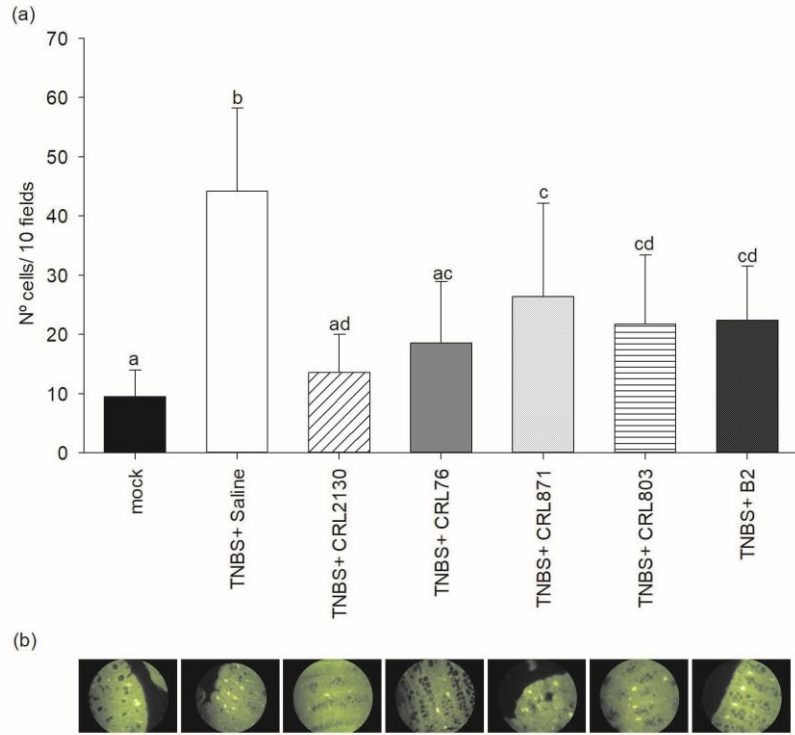 (a)
70
60
50
40
30
20
10
0
Nº cells/ 10 fields
a
b
ad
ac
c
cd
cd
mock
TNBS+ Saline
TNBS+ CRL2130
TNBS+ CRL76
TNBS+ CRL871
TNBS+ CRL803
TNBS+ B2
(b)